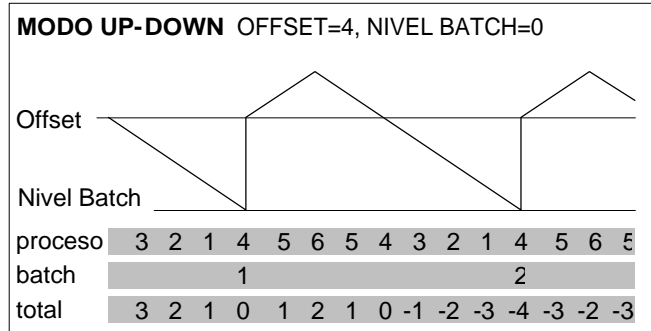 MODO UP-DOWN OFFSET=4, NIVEL BATCH=0
Offset
Nivel Batch
proceso 3 2 1 4 5 6 5 4 3 2 1 4 5 6 5
batch 1 2
total 3 2 1 0 1 2 1 0 -1 -2 -3 -4 -3 -2 -3